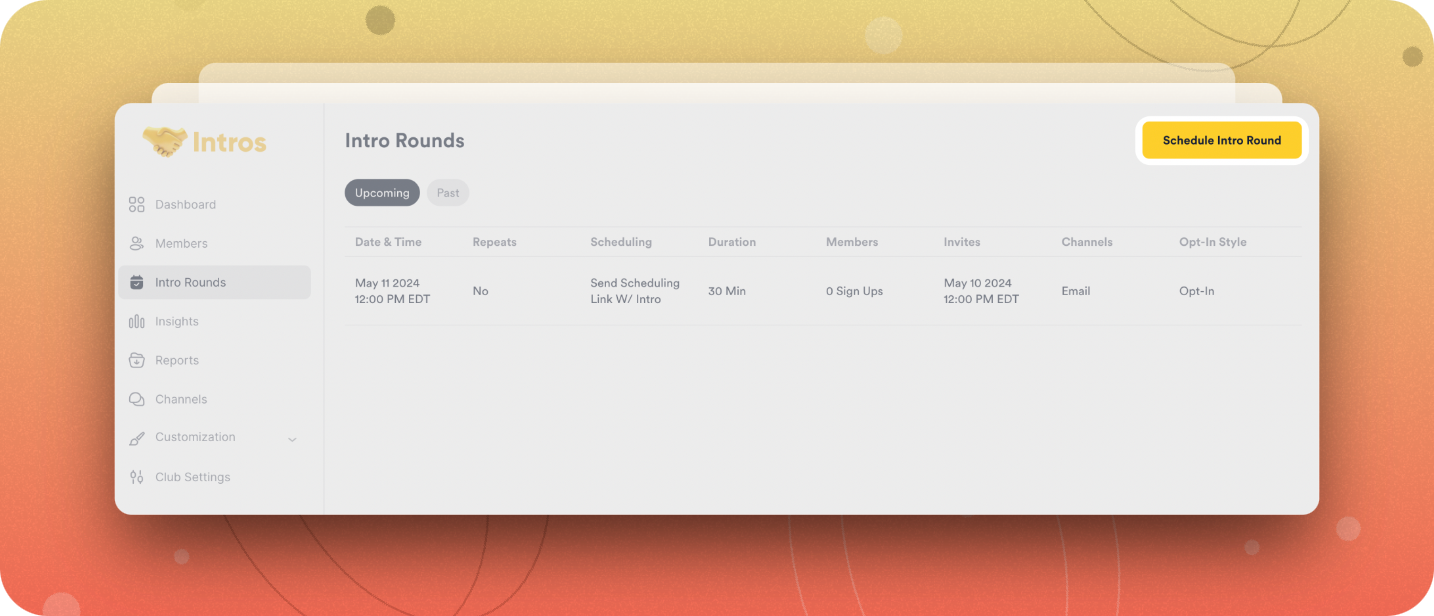 Intros
Dashboard
Members
Intro Rounds
Insights
Reports
Channels
Customization
Club Settings
Intro Rounds
Schedule Intro Round
Upcoming Past
Date & Time Repeats Scheduling Duration Members Invites Channels Opt-In Style
May 11 2024 Send Scheduling May 10 2024
No 30 Min 0 Sign Ups Email Opt-In
12:00 PM EDT Link W/ Intro 12:00 PM EDT